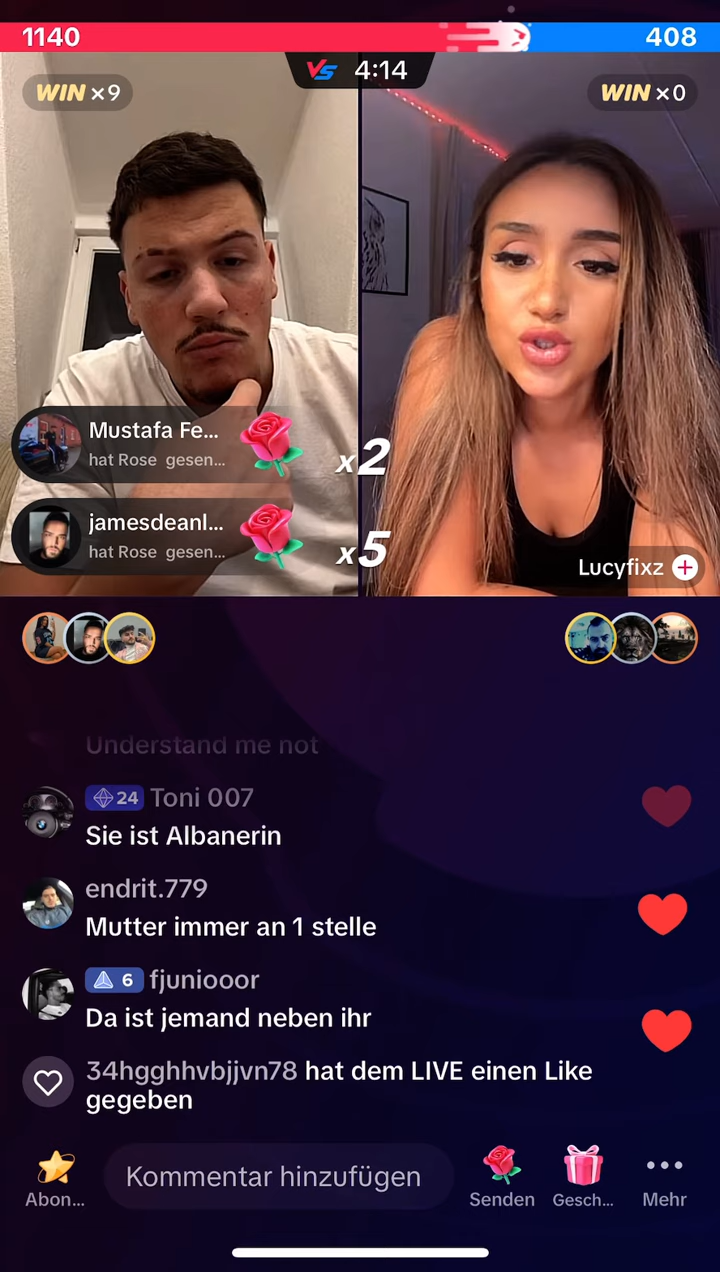 1140
408
VS 4:14
WIN ×9
WIN ×0
Mustafa Fe...
hat Rose gesen...
x2
jamesdeanl...
hat Rose gesen...
x5
Lucyfixz
Understand me not
24 Toni 007
Sie ist Albanerin
endrit.779
Mutter immer an 1 stelle
6 fjuniooor
Da ist jemand neben ihr
34hgghhvbjjvn78 hat dem LIVE einen Like
gegeben
Kommentar hinzufügen
Abon...
Senden
Gesch...
Mehr